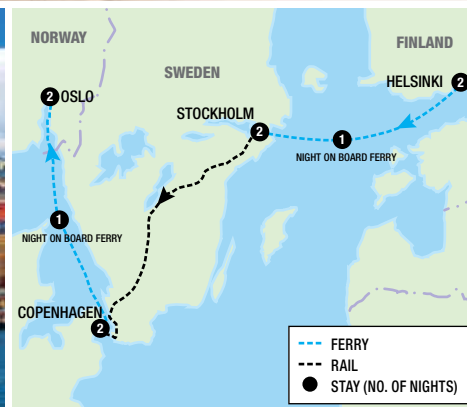 NORWAY
FINLAND
SWEDEN
HELSINKI 2
2 OSLO
STOCKHOLM
2
1
NIGHT ON BOARD FERRY
1
NIGHT ON BOARD FERRY
COPENHAGEN
2
FERRY
RAIL
STAY (NO. OF NIGHTS)